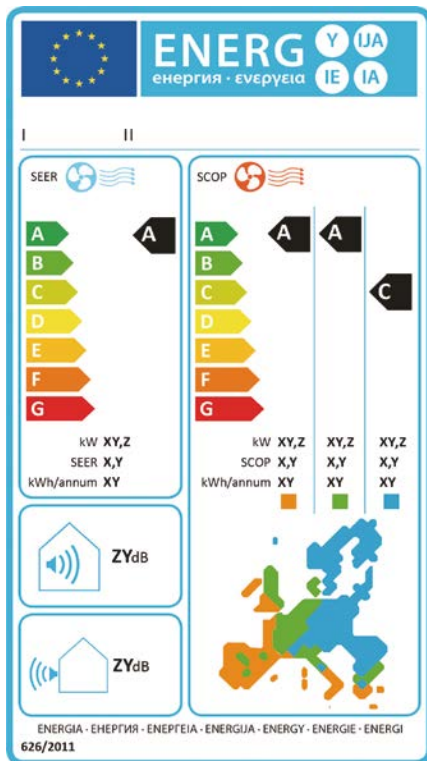 ENERG Y IJA
енергия · ενεργεια IE IA
I II
SEER
SCOP
A A
B
C
D
E
F
G
kW XY,Z
SEER X,Y
kWh/annum XY
A A A
B
C C
D
E
F
G
kW XY,Z XY,Z XY,Z
SCOP X,Y X,Y X,Y
kWh/annum XY XY XY
ZYdB
ZYdB
ENERGIA · ЕНЕРГИЯ · ΕΝΕΡΓΕΙΑ · ENERGIJA · ENERGY · ENERGIE · ENERGI
626/2011